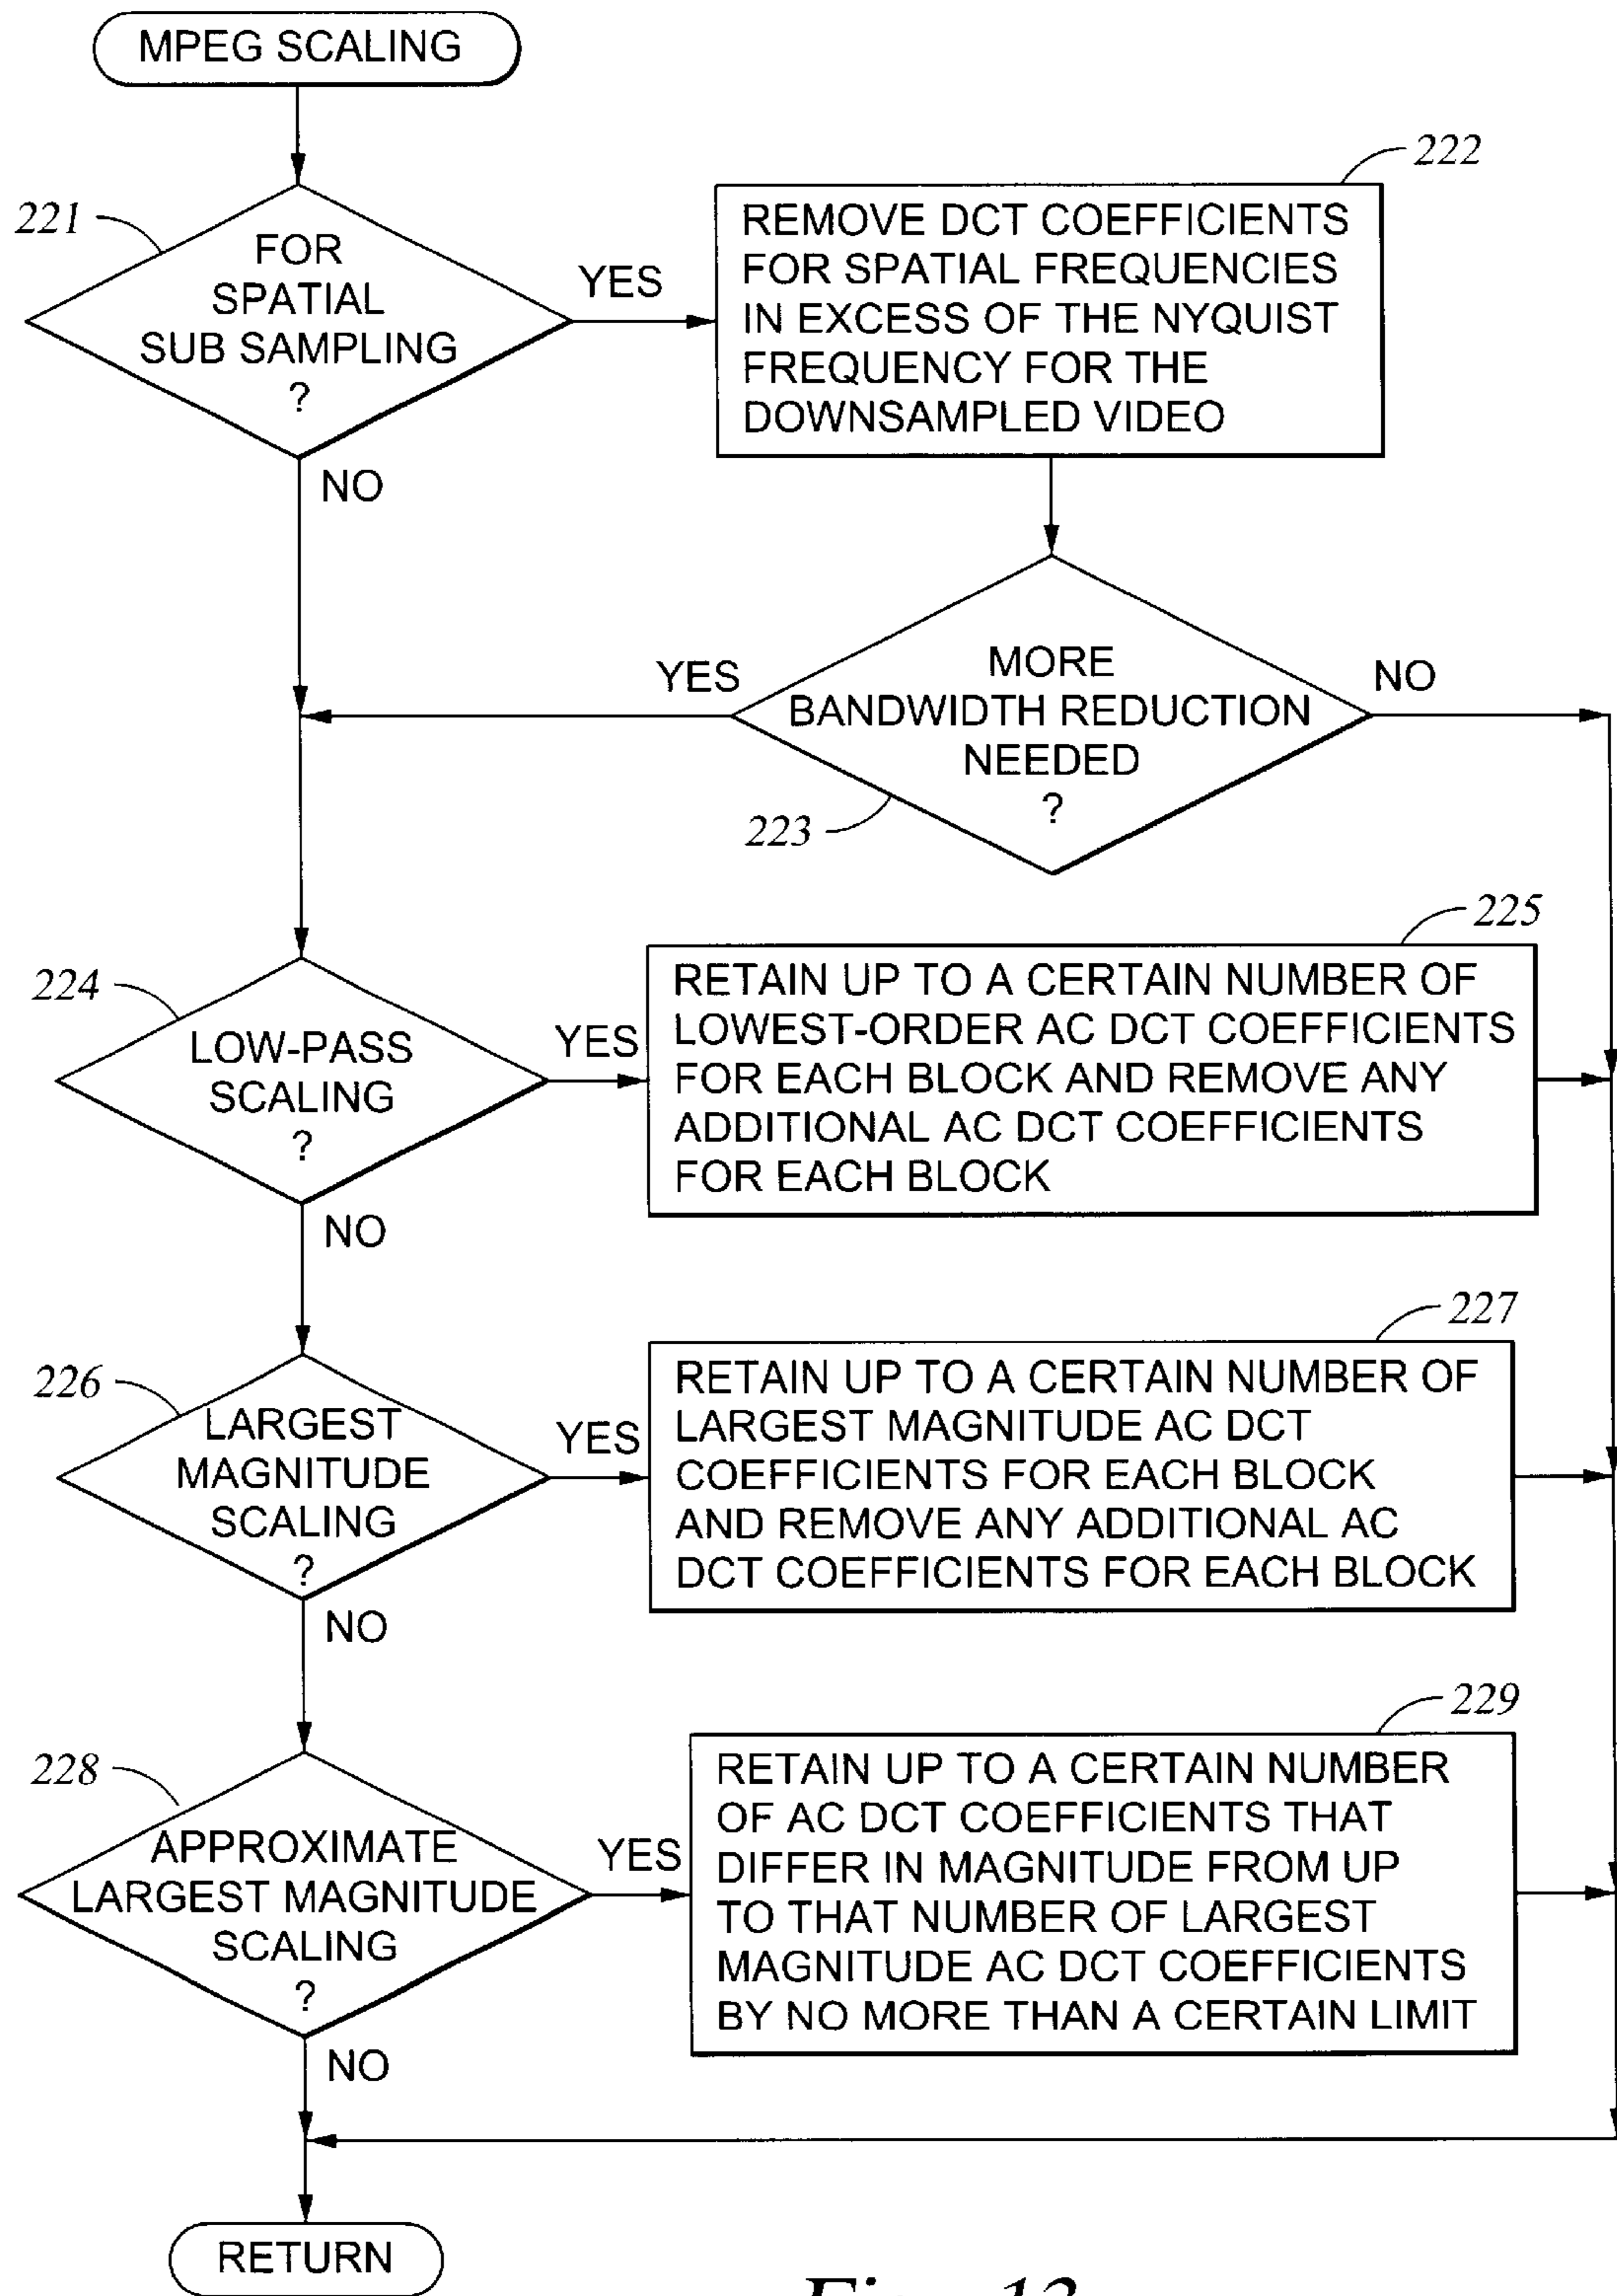 MPEG SCALING
221
FOR
SPATIAL
SUB SAMPLING
?
YES
NO
222
REMOVE DCT COEFFICIENTS
FOR SPATIAL FREQUENCIES
IN EXCESS OF THE NYQUIST
FREQUENCY FOR THE
DOWNSAMPLED VIDEO
YES
MORE
BANDWIDTH REDUCTION
NEEDED
?
NO
223
224
LOW-PASS
SCALING
?
YES
NO
225
RETAIN UP TO A CERTAIN NUMBER OF
LOWEST-ORDER AC DCT COEFFICIENTS
FOR EACH BLOCK AND REMOVE ANY
ADDITIONAL AC DCT COEFFICIENTS
FOR EACH BLOCK
226
LARGEST
MAGNITUDE
SCALING
?
YES
NO
227
RETAIN UP TO A CERTAIN NUMBER OF
LARGEST MAGNITUDE AC DCT
COEFFICIENTS FOR EACH BLOCK
AND REMOVE ANY ADDITIONAL AC
DCT COEFFICIENTS FOR EACH BLOCK
228
APPROXIMATE
LARGEST MAGNITUDE
SCALING
?
YES
NO
229
RETAIN UP TO A CERTAIN NUMBER
OF AC DCT COEFFICIENTS THAT
DIFFER IN MAGNITUDE FROM UP
TO THAT NUMBER OF LARGEST
MAGNITUDE AC DCT COEFFICIENTS
BY NO MORE THAN A CERTAIN LIMIT
RETURN